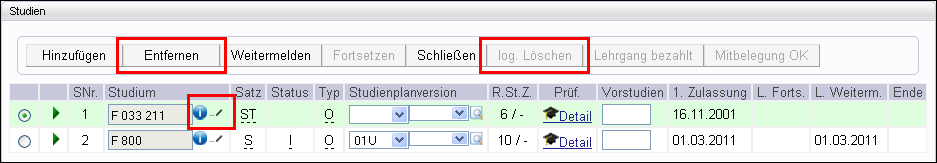 Studien
Hinzufügen Entfernen Weitermelden Fortsetzen Schließen log. Löschen Lehrgang bezahlt Mitbelegung OK
SNr. Studium Satz Status Typ Studienplanversion R.St.Z. Prüf. Vorstudien 1. Zulassung L. Forts. L. Weiterm. Ende
1 F 033 211 ST O 6 / - Detail 16.11.2001
2 F 800 S I O 01U 10 / - Detail 01.03.2011 01.03.2011